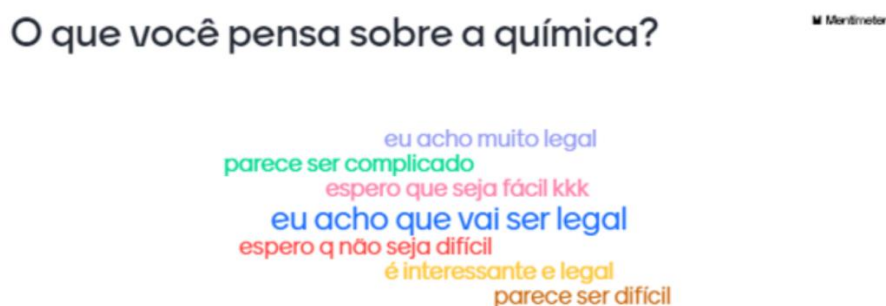 O que você pensa sobre a química?
Mentimeter
eu acho muito legal
parece ser complicado
espero que seja fácil kkk
eu acho que vai ser legal
espero q não seja difícil
é interessante e legal
parece ser difícil